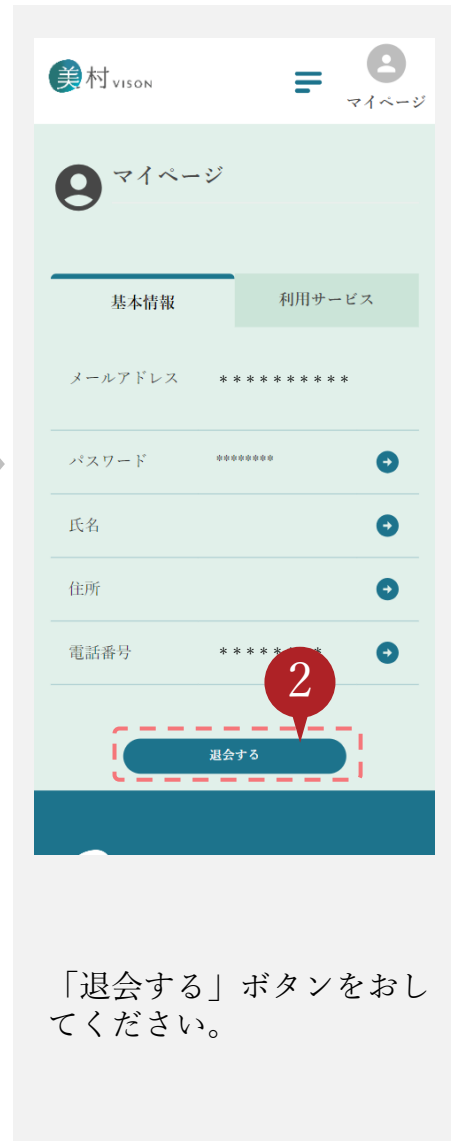 美村 VISON
マイページ
マイページ
基本情報
利用サービス
メールアドレス **********
パスワード ********
氏名
住所
電話番号 ********
2
退会する
「退会する」ボタンをおし
てください。